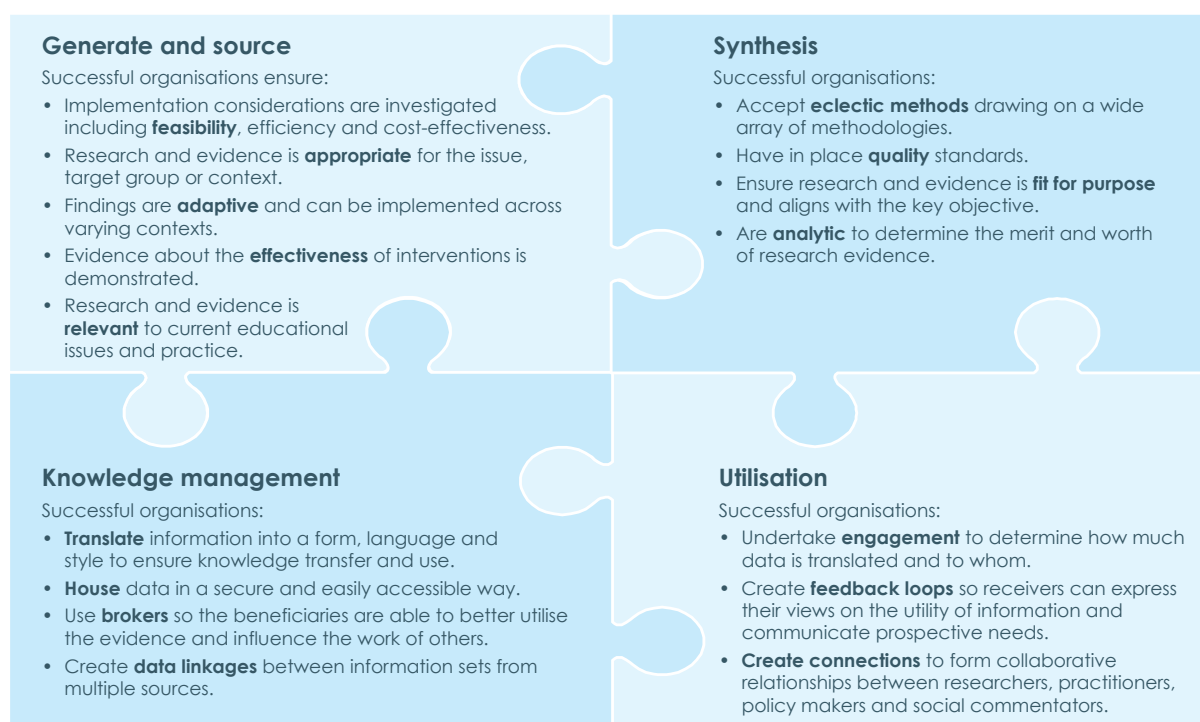 Generate and source
Successful organisations ensure:
• Implementation considerations are investigated
including feasibility, efficiency and cost-effectiveness.
• Research and evidence is appropriate for the issue,
target group or context.
• Findings are adaptive and can be implemented across
varying contexts.
• Evidence about the effectiveness of interventions is
demonstrated.
• Research and evidence is
relevant to current educational
issues and practice.
Synthesis
Successful organisations:
• Accept eclectic methods drawing on a wide
array of methodologies.
• Have in place quality standards.
• Ensure research and evidence is fit for purpose
and aligns with the key objective.
• Are analytic to determine the merit and worth
of research evidence.
Knowledge management
Successful organisations:
• Translate information into a form, language and
style to ensure knowledge transfer and use.
• House data in a secure and easily accessible way.
• Use brokers so the beneficiaries are able to better utilise
the evidence and influence the work of others.
• Create data linkages between information sets from
multiple sources.
Utilisation
Successful organisations:
• Undertake engagement to determine how much
data is translated and to whom.
• Create feedback loops so receivers can express
their views on the utility of information and
communicate prospective needs.
• Create connections to form collaborative
relationships between researchers, practitioners,
policy makers and social commentators.